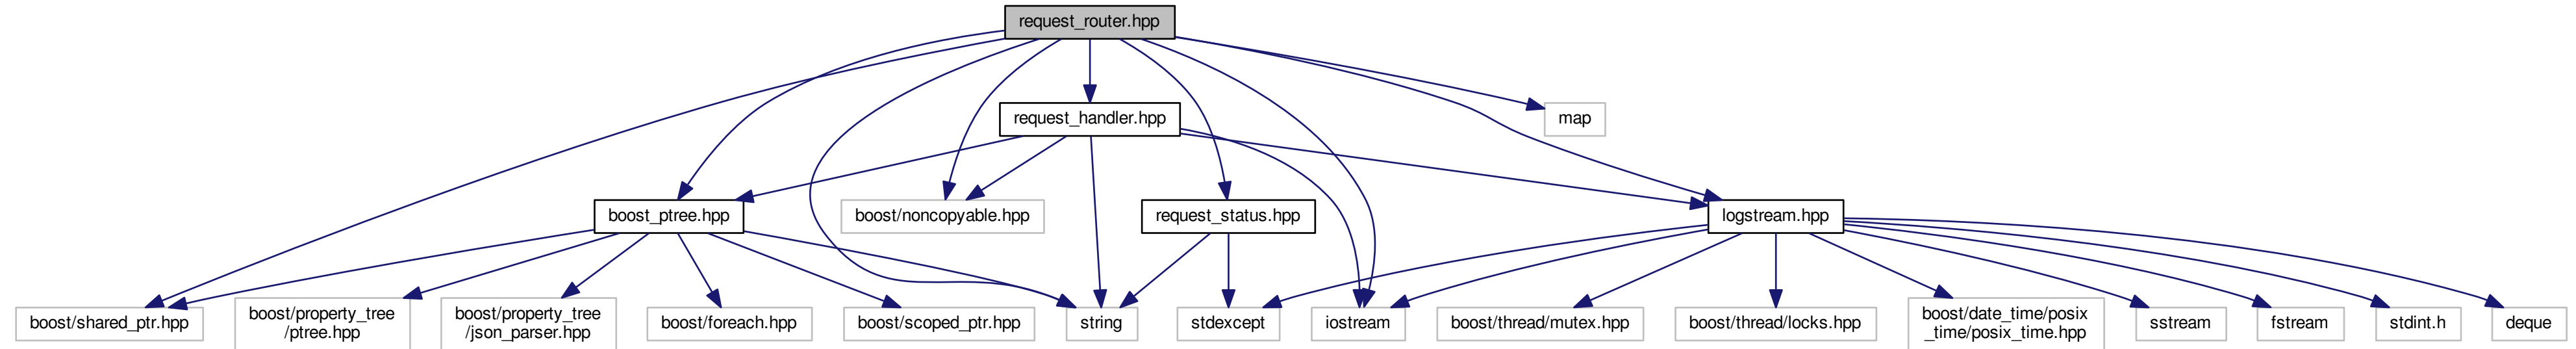 request_router.hpp
request_handler.hpp
map
boost_ptree.hpp
boost/noncopyable.hpp
request_status.hpp
logstream.hpp
boost/shared_ptr.hpp
boost/property_tree
/ptree.hpp
boost/property_tree
/json_parser.hpp
boost/foreach.hpp
boost/scoped_ptr.hpp
string
stdexcept
iostream
boost/thread/mutex.hpp
boost/thread/locks.hpp
boost/date_time/posix
_time/posix_time.hpp
sstream
fstream
stdint.h
deque